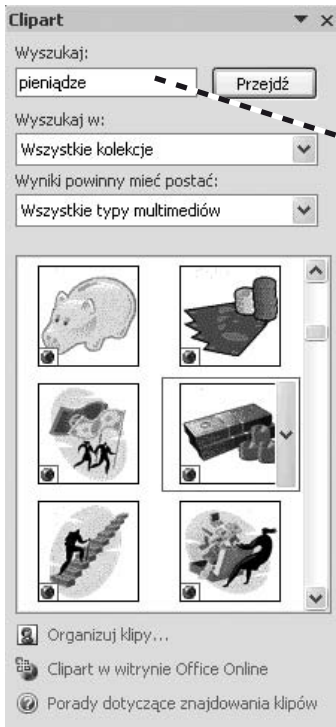 Clipart
Wyszukaj:
pieniądze
Przejdź
Wyszukaj w:
Wszystkie kolekcje
Wyniki powinny mieć postać:
Wszystkie typy multimediów
Organizuj klipy...
Clipart w witrynie Office Online
Porady dotyczące znajdowania klipów